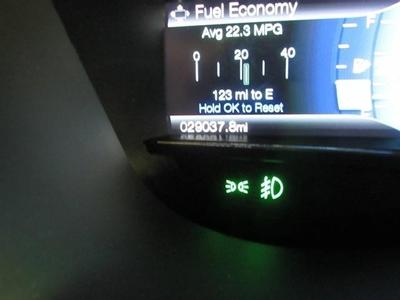 Fuel Economy
Avg 22.3 MPG
0 20 40
123 mi to E
Hold OK to Reset
029037.8mi
F